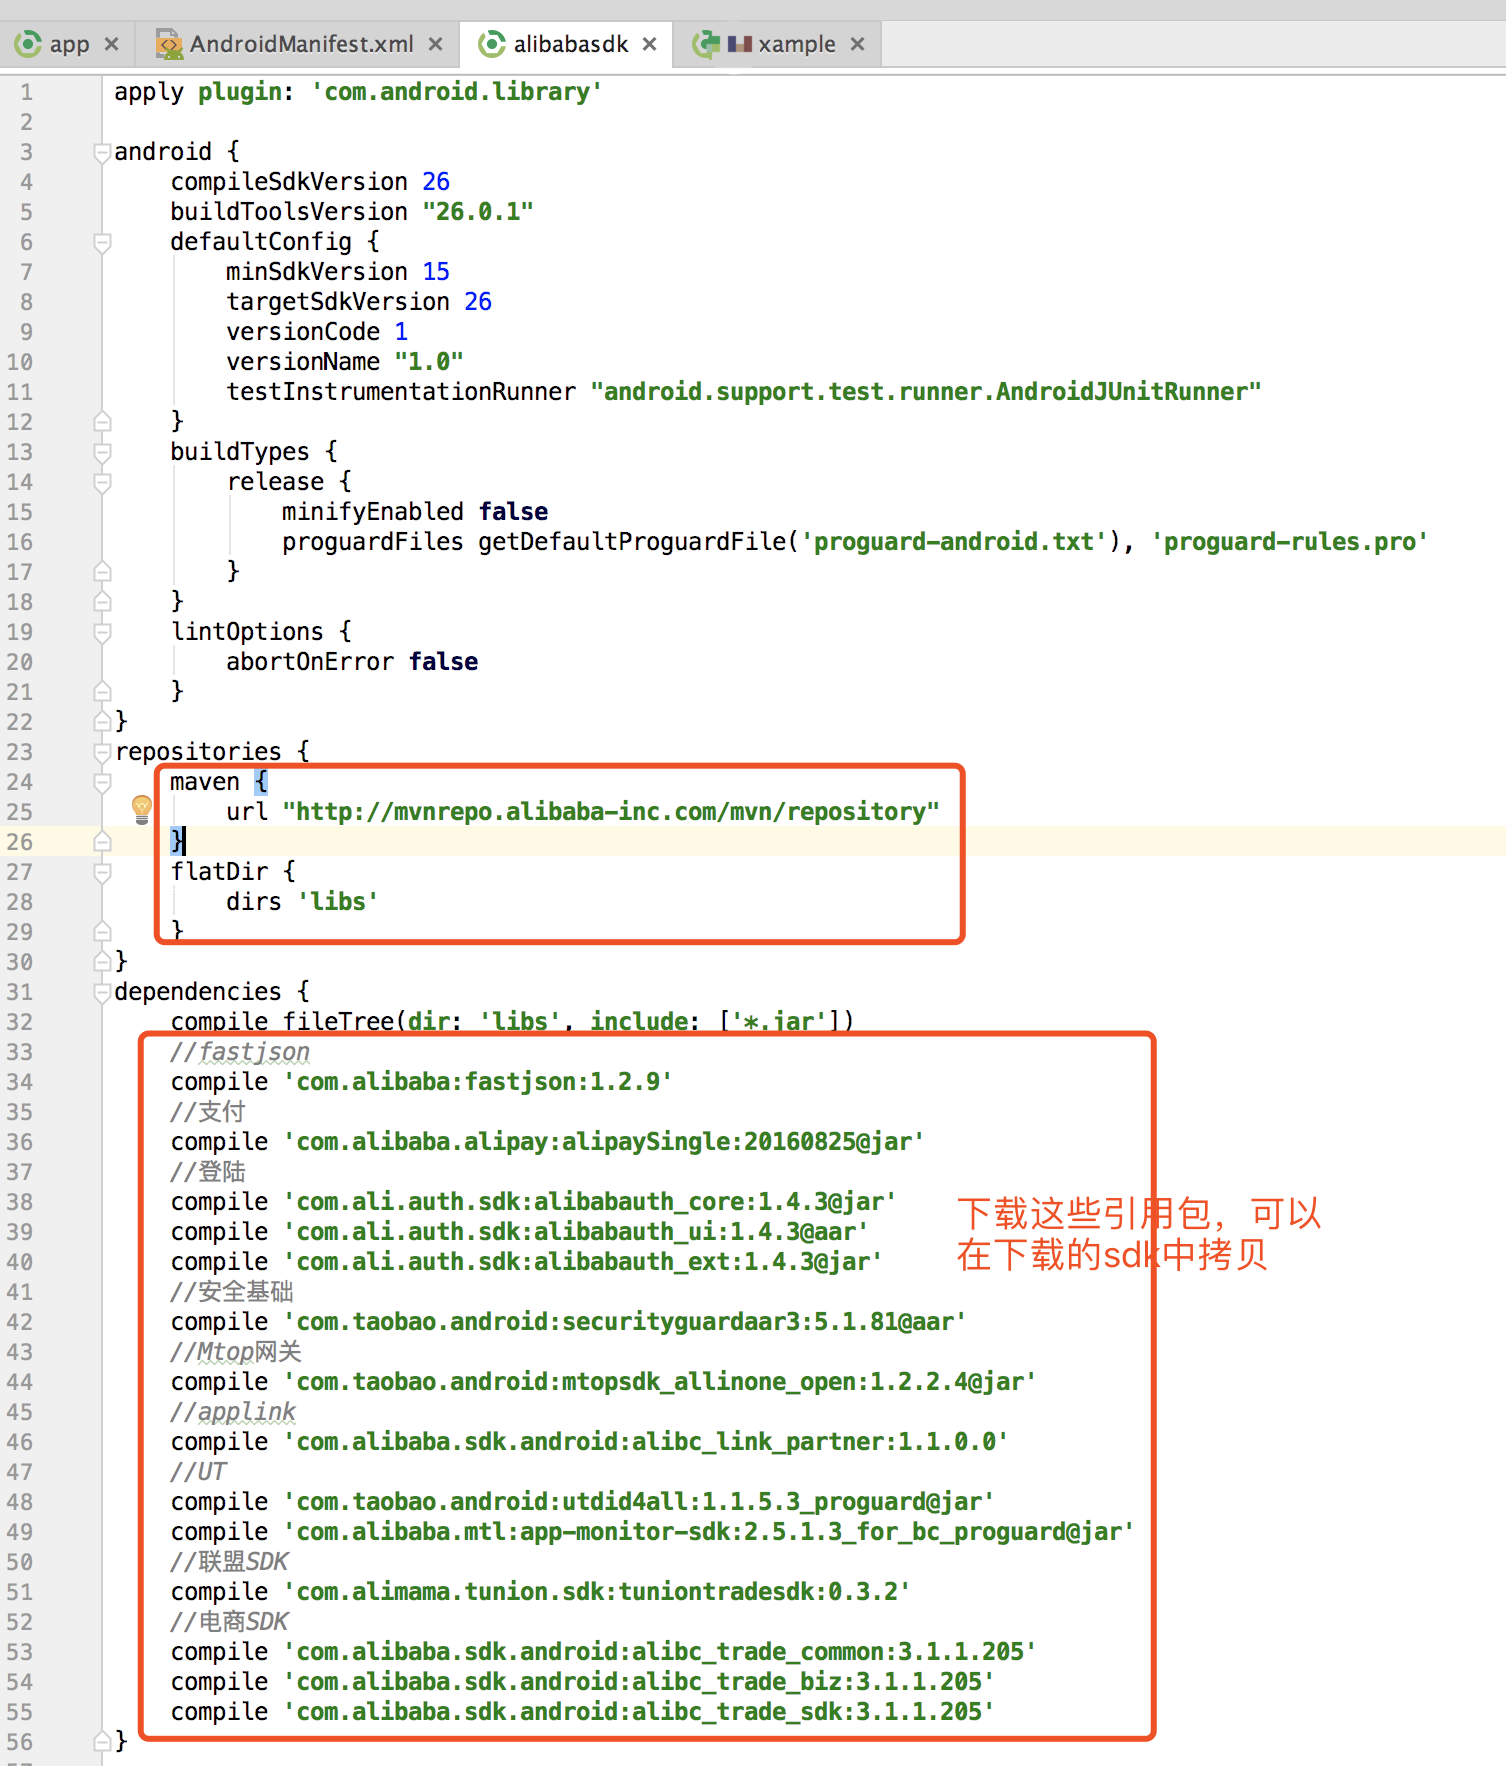 app
AndroidManifest.xml
alibabasdk
xample
1 apply plugin: 'com.android.library'
2
3 android {
4 compileSdkVersion 26
5 buildToolsVersion "26.0.1"
6 defaultConfig {
7 minSdkVersion 15
8 targetSdkVersion 26
9 versionCode 1
10 versionName "1.0"
11 testInstrumentationRunner "android.support.test.runner.AndroidJUnitRunner"
12 }
13 buildTypes {
14 release {
15 minifyEnabled false
16 proguardFiles getDefaultProguardFile('proguard-android.txt'), 'proguard-rules.pro'
17 }
18 }
19 lintOptions {
20 abortOnError false
21 }
22 }
23 repositories {
24 maven {
25 url "http://mvnrepo.alibaba-inc.com/mvn/repository"
26 }
27 flatDir {
28 dirs 'libs'
29 }
30 }
31 dependencies {
32 compile fileTree(dir: 'libs', include: ['*.jar'])
33 //fastjson
34 compile 'com.alibaba:fastjson:1.2.9'
35 //支付
36 compile 'com.alibaba.alipay:alipaySingle:20160825@jar'
37 //登陆
38 compile 'com.ali.auth.sdk:alibabauth_core:1.4.3@jar'
39 compile 'com.ali.auth.sdk:alibabauth_ui:1.4.3@aar'
40 compile 'com.ali.auth.sdk:alibabauth_ext:1.4.3@jar'
下载这些引用包，可以
在下载的sdk中拷贝
41 //安全基础
42 compile 'com.taobao.android:securityguardaar3:5.1.81@aar'
43 //Mtop网关
44 compile 'com.taobao.android:mtopsdk_allinone_open:1.2.2.4@jar'
45 //applink
46 compile 'com.alibaba.sdk.android:alibc_link_partner:1.1.0.0'
47 //UT
48 compile 'com.taobao.android:utdid4all:1.1.5.3_proguard@jar'
49 compile 'com.alibaba.mtl:app-monitor-sdk:2.5.1.3_for_bc_proguard@jar'
50 //联盟SDK
51 compile 'com.alimama.tunion.sdk:tuniontradesdk:0.3.2'
52 //电商SDK
53 compile 'com.alibaba.sdk.android:alibc_trade_common:3.1.1.205'
54 compile 'com.alibaba.sdk.android:alibc_trade_biz:3.1.1.205'
55 compile 'com.alibaba.sdk.android:alibc_trade_sdk:3.1.1.205'
56 }